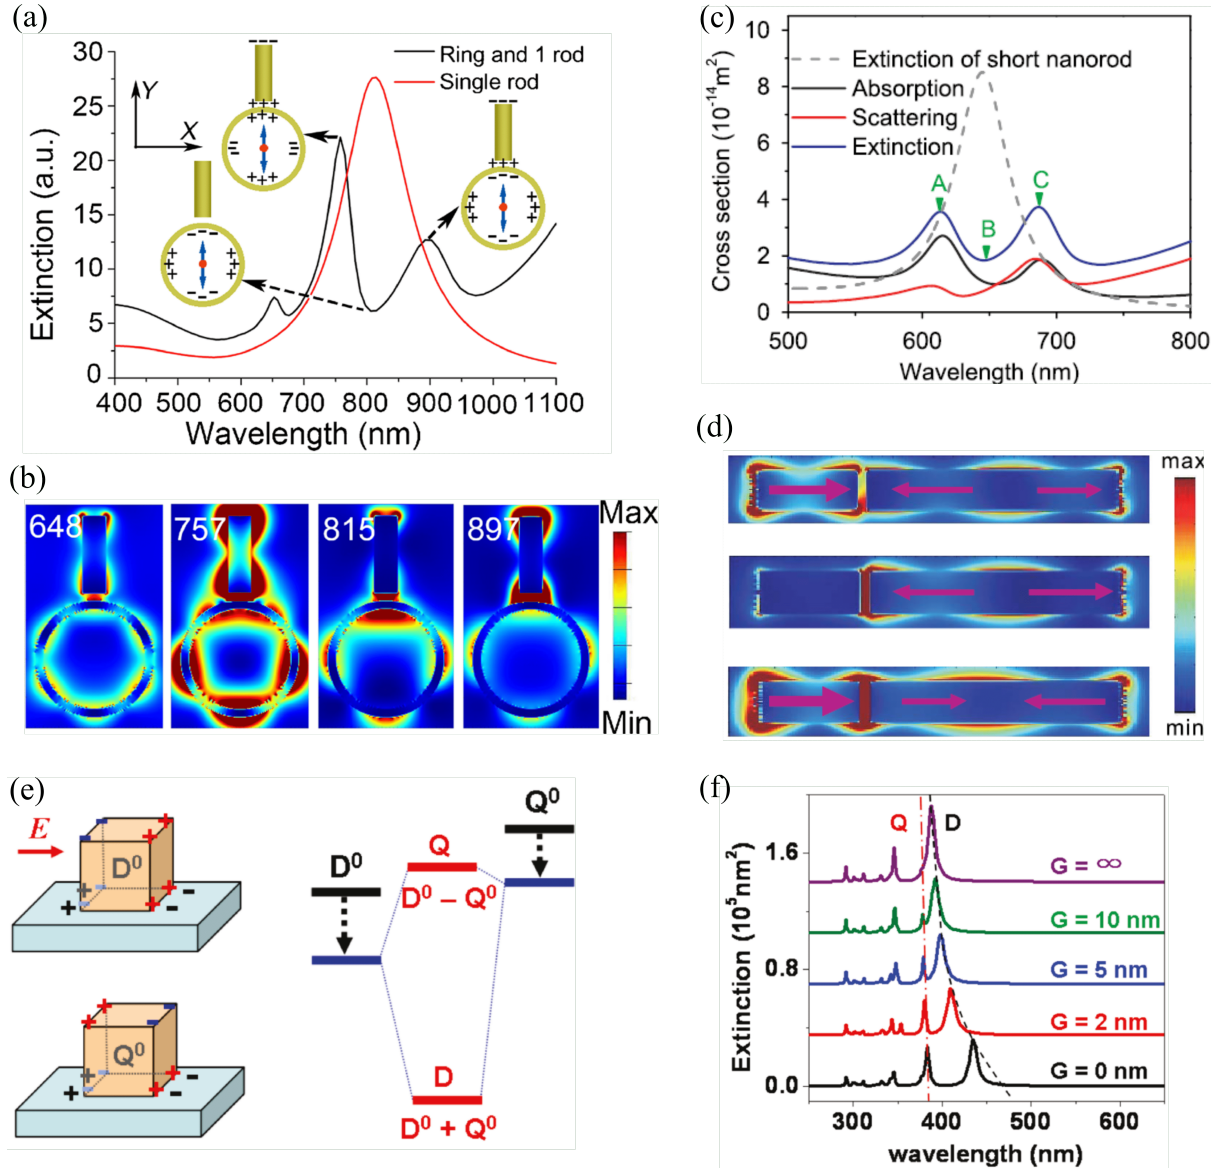 (a)
Extinction (a.u.)
30
25
20
15
10
5
0
400 500 600 700 800 900 1000 1100
Wavelength (nm)
Y
X
Ring and 1 rod
Single rod
(b)
648
757
815
897
Max
Min
(c)
Cross section (10⁻¹⁴m²)
10
8
6
4
2
0
500 600 700 800
Wavelength (nm)
Extinction of short nanorod
Absorption
Scattering
Extinction
A
B
C
(d)
max
min
(e)
E
D⁰
Q⁰
D⁰
Q
D⁰ – Q⁰
Q⁰
D
D⁰ + Q⁰
(f)
Extinction (10⁵nm²)
1.6
0.8
0.0
300 400 500 600
wavelength (nm)
Q D
G = ∞
G = 10 nm
G = 5 nm
G = 2 nm
G = 0 nm